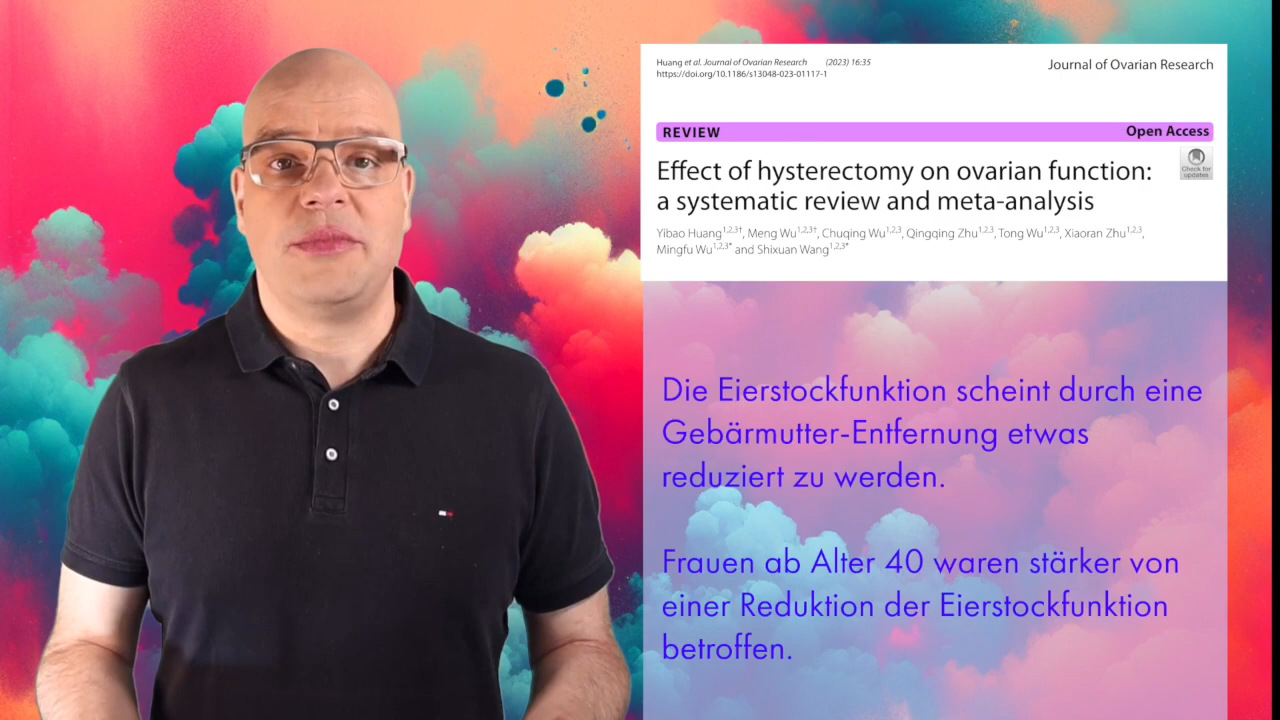 Huang et al. Journal of Ovarian Research (2023) 16:35
https://doi.org/10.1186/s13048-023-01117-1
Journal of Ovarian Research
REVIEW
Open Access
Check for
updates
Effect of hysterectomy on ovarian function:
a systematic review and meta-analysis
Yibao Huang1,2,3†, Meng Wu1,2,3†, Chuqing Wu1,2,3, Qingqing Zhu1,2,3, Tong Wu1,2,3, Xiaoran Zhu1,2,3,
Mingfu Wu1,2,3* and Shixuan Wang1,2,3*
Die Eierstockfunktion scheint durch eine
Gebärmutter-Entfernung etwas
reduziert zu werden.
Frauen ab Alter 40 waren stärker von
einer Reduktion der Eierstockfunktion
betroffen.